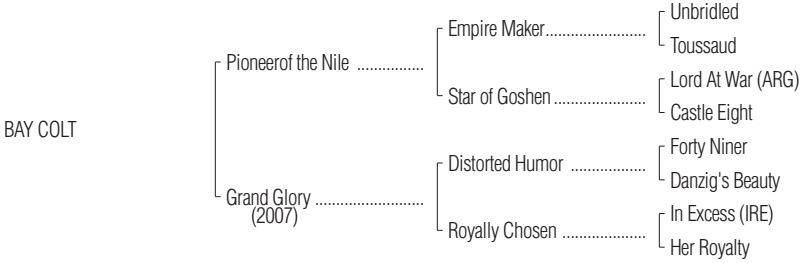 Unbridled
Empire Maker........................
Toussaud
Pioneerof the Nile ................
Lord At War (ARG)
Star of Goshen ......................
Castle Eight
BAY COLT
Forty Niner
Distorted Humor ..................
Danzig's Beauty
Grand Glory ..........................
(2007)
In Excess (IRE)
Royally Chosen ....................
Her Royalty